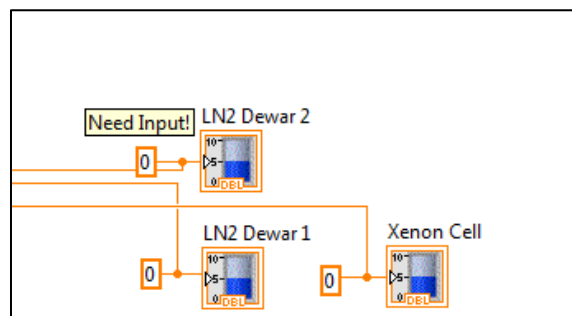 LN2 Dewar 2
Need Input!
0
10-
5-
0
DBL
LN2 Dewar 1
Xenon Cell
0
10-
5-
0
DBL
0
10-
5-
0
DBL